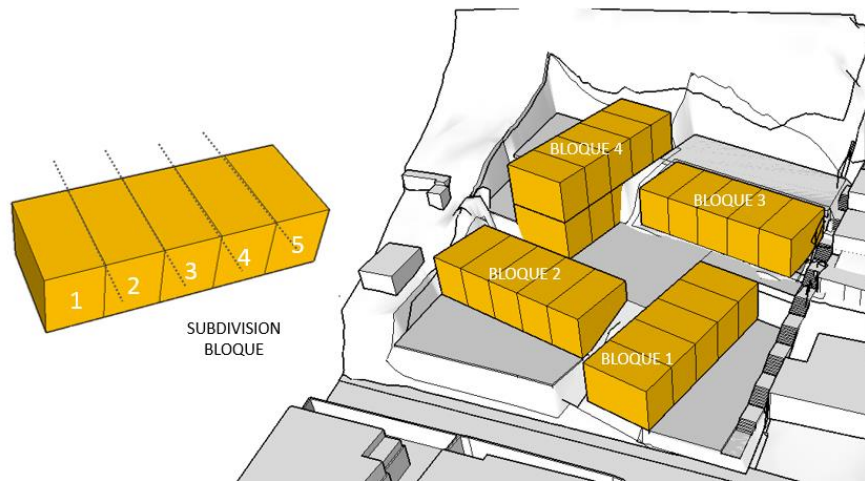 1
2
3
4
5
SUBDIVISION
BLOQUE
BLOQUE 4
BLOQUE 3
BLOQUE 2
BLOQUE 1